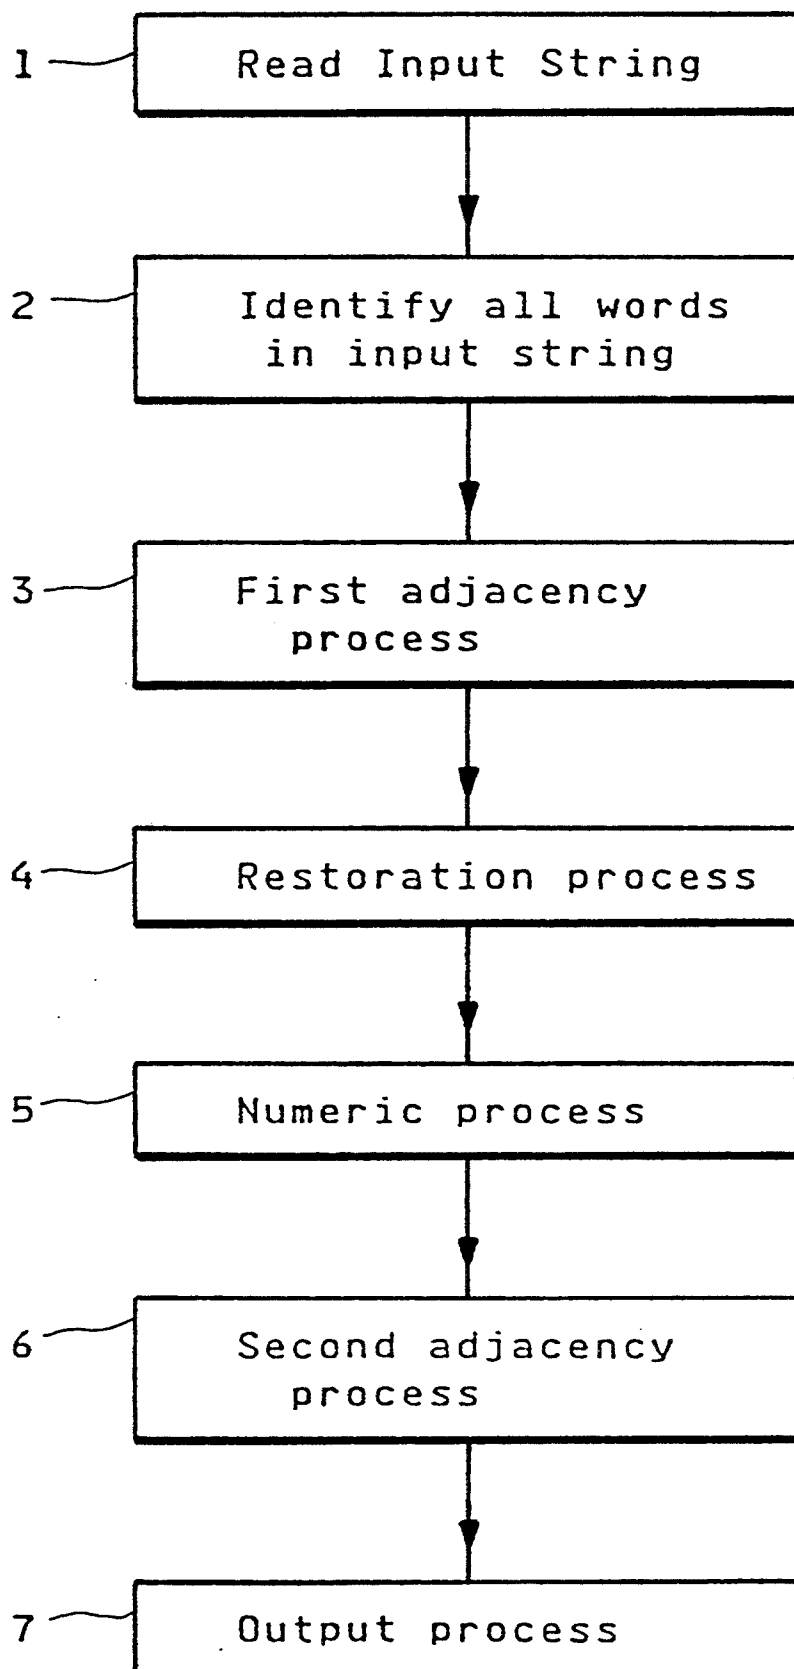 1 Read Input String
2 Identify all words
in input string
3 First adjacency
process
4 Restoration process
5 Numeric process
6 Second adjacency
process
7 Output process